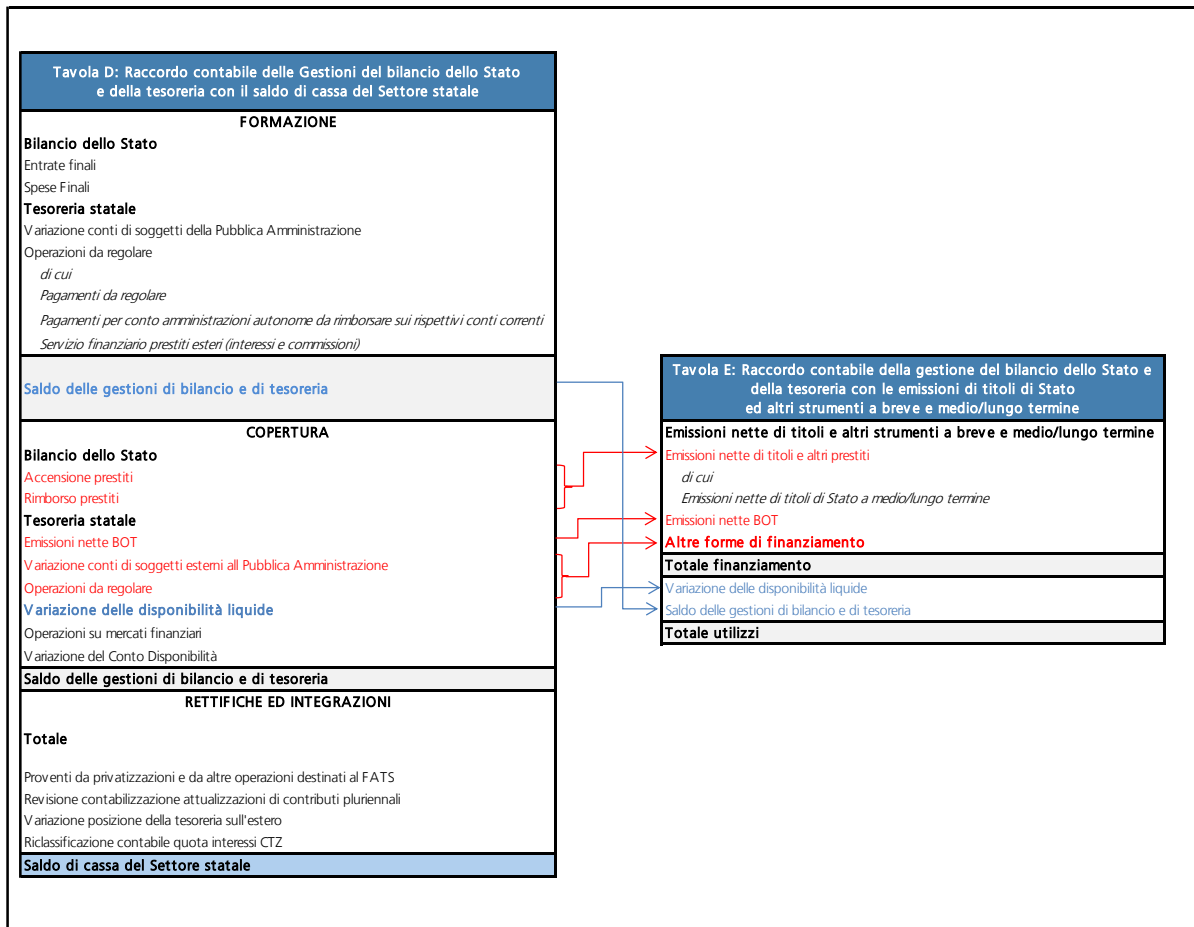 Tavola D: Raccordo contabile delle Gestioni del bilancio dello Stato
e della tesoreria con il saldo di cassa del Settore statale
FORMAZIONE
Bilancio dello Stato
Entrate finali
Spese Finali
Tesoreria statale
Variazione conti di soggetti della Pubblica Amministrazione
Operazioni da regolare
di cui
Pagamenti da regolare
Pagamenti per conto amministrazioni autonome da rimborsare sui rispettivi conti correnti
Servizio finanziario prestiti esteri (interessi e commissioni)
Saldo delle gestioni di bilancio e di tesoreria
COPERTURA
Bilancio dello Stato
Accensione prestiti
Rimborso prestiti
Tesoreria statale
Emissioni nette BOT
Variazione conti di soggetti esterni all Pubblica Amministrazione
Operazioni da regolare
Variazione delle disponibilità liquide
Operazioni su mercati finanziari
Variazione del Conto Disponibilità
Saldo delle gestioni di bilancio e di tesoreria
RETTIFICHE ED INTEGRAZIONI
Totale
Proventi da privatizzazioni e da altre operazioni destinati al FATS
Revisione contabilizzazione attualizzazioni di contributi pluriennali
Variazione posizione della tesoreria sull'estero
Riclassificazione contabile quota interessi CTZ
Saldo di cassa del Settore statale
Tavola E: Raccordo contabile della gestione del bilancio dello Stato e
della tesoreria con le emissioni di titoli di Stato
ed altri strumenti a breve e medio/lungo termine
Emissioni nette di titoli e altri strumenti a breve e medio/lungo termine
Emissioni nette di titoli e altri prestiti
di cui
Emissioni nette di titoli di Stato a medio/lungo termine
Emissioni nette BOT
Altre forme di finanziamento
Totale finanziamento
Variazione delle disponibilità liquide
Saldo delle gestioni di bilancio e di tesoreria
Totale utilizzi